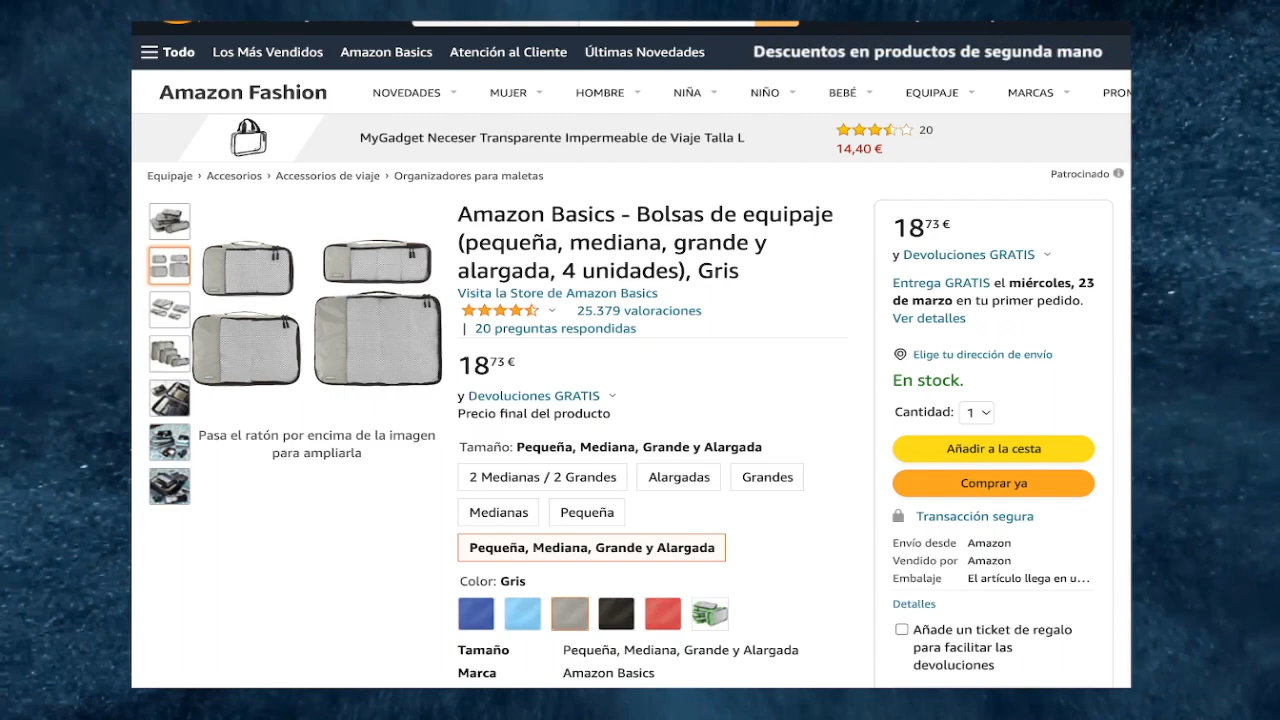 Todo Los Más Vendidos Amazon Basics Atención al Cliente Últimas Novedades Descuentos en productos de segunda mano
Amazon Fashion NOVEDADES MUJER HOMBRE NIÑA NIÑO BEBÉ EQUIPAJE MARCAS PRON
MyGadget Neceser Transparente Impermeable de Viaje Talla L
20
14,40 €
Equipaje › Accesorios › Accessorios de viaje › Organizadores para maletas
Patrocinado
Pasa el ratón por encima de la imagen
para ampliarla
Amazon Basics - Bolsas de equipaje
(pequeña, mediana, grande y
alargada, 4 unidades), Gris
Visita la Store de Amazon Basics
25.379 valoraciones
| 20 preguntas respondidas
18 73 €
y Devoluciones GRATIS
Precio final del producto
Tamaño: Pequeña, Mediana, Grande y Alargada
2 Medianas / 2 Grandes Alargadas Grandes
Medianas Pequeña
Pequeña, Mediana, Grande y Alargada
Color: Gris
Tamaño Pequeña, Mediana, Grande y Alargada
Marca Amazon Basics
18 73 €
y Devoluciones GRATIS
Entrega GRATIS el miércoles, 23
de marzo en tu primer pedido.
Ver detalles
Elige tu dirección de envío
En stock.
Cantidad: 1
Añadir a la cesta
Comprar ya
Transacción segura
Envío desde Amazon
Vendido por Amazon
Embalaje El artículo llega en u…
Detalles
Añade un ticket de regalo
para facilitar las
devoluciones